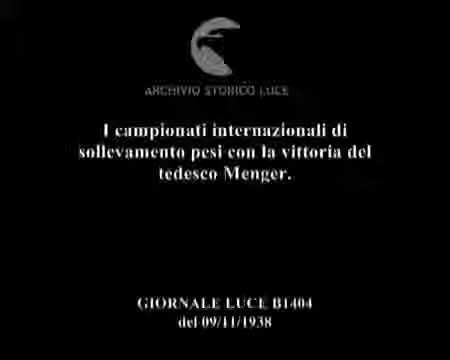 ARCHIVIO STORICO LUCE
I campionati internazionali di
sollevamento pesi con la vittoria del
tedesco Menger.
GIORNALE LUCE B1404
del 09/11/1938